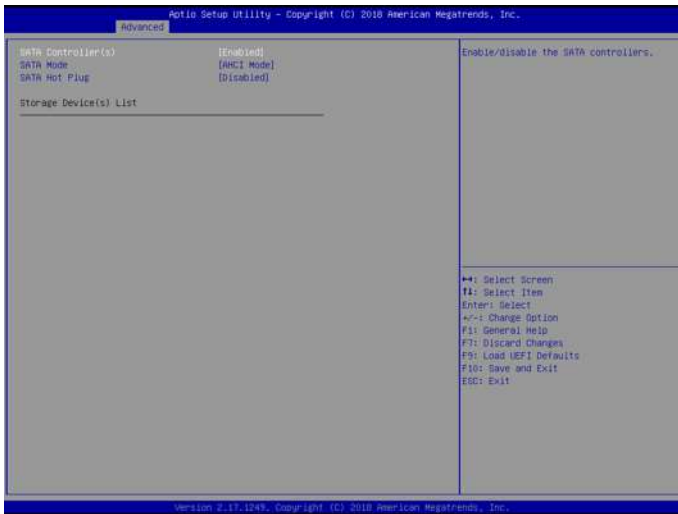 Aptio Setup Utility - Copyright (C) 2018 American Megatrends, Inc.
Advanced
SATA Controller(s) [Enabled]
SATA Mode [AHCI Mode]
SATA Hot Plug [Disabled]
Storage Device(s) List
Enable/disable the SATA controllers.
↔: Select Screen
↑↓: Select Item
Enter: Select
+/-: Change Option
F1: General Help
F7: Discard Changes
F9: Load UEFI Defaults
F10: Save and Exit
ESC: Exit
Version 2.17.1249. Copyright (C) 2018 American Megatrends, Inc.